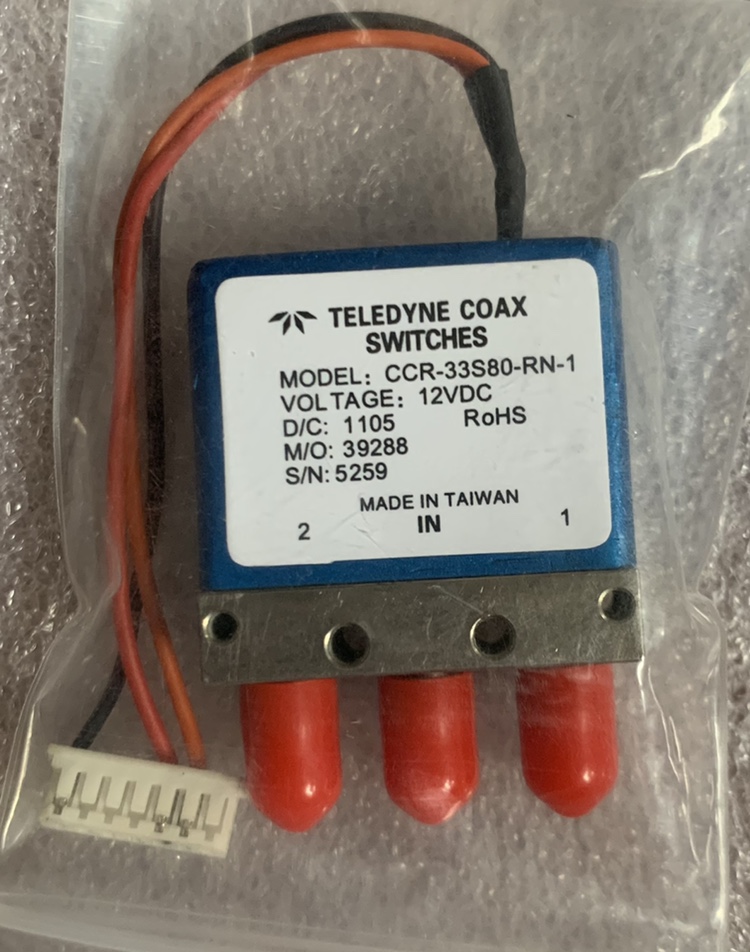 TELEDYNE COAX
SWITCHES
MODEL: CCR-33S80-RN-1
VOLTAGE: 12VDC
D/C: 1105 RoHS
M/O: 39288
S/N: 5259
MADE IN TAIWAN
2 IN 1